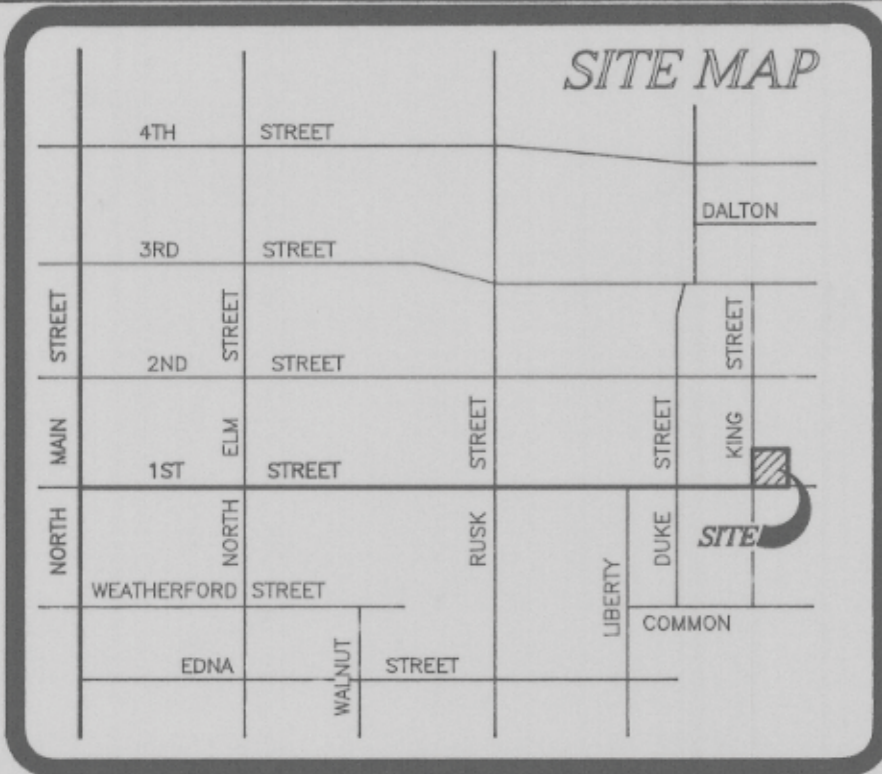 SITE MAP
4TH STREET
DALTON
3RD STREET
NORTH MAIN STREET
NORTH ELM STREET
2ND STREET
RUSK STREET
DUKE STREET
KING STREET
1ST STREET
SITE
WEATHERFORD STREET
LIBERTY
COMMON
EDNA STREET
WALNUT